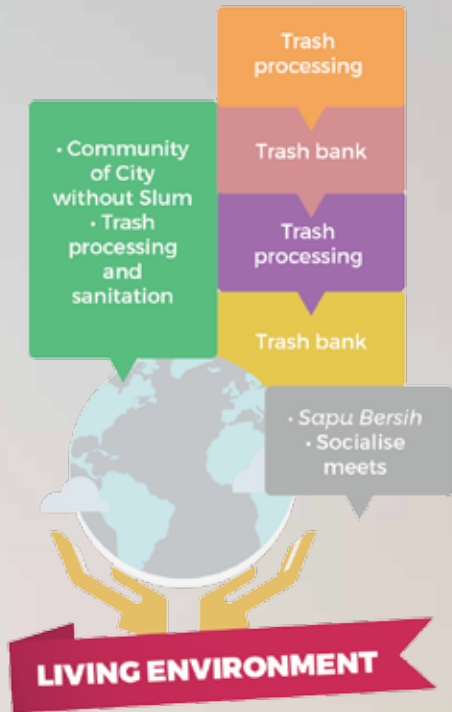 Trash
processing
Trash bank
Trash
processing
Trash bank
• Community
of City
without Slum
• Trash
processing
and
sanitation
• Sapu Bersih
• Socialise
meets
LIVING ENVIRONMENT